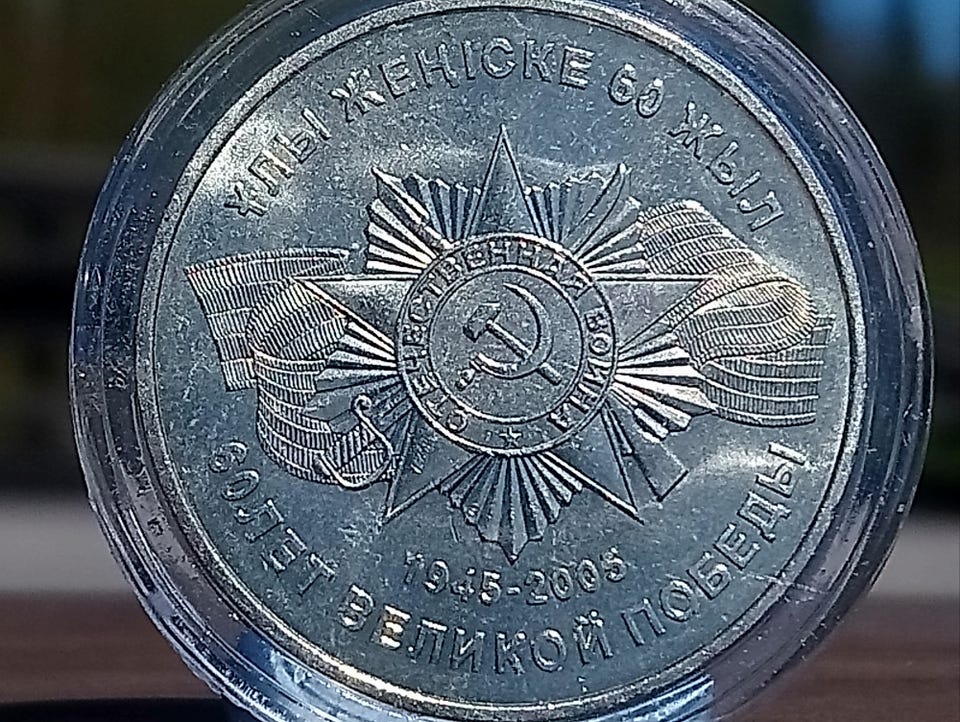 ҰЛЫ ЖЕҢІСКЕ 60 ЖЫЛ
ОТЕЧЕСТВЕННАЯ ВОЙНА
1945-2005
60 ЛЕТ ВЕЛИКОЙ ПОБЕДЫ